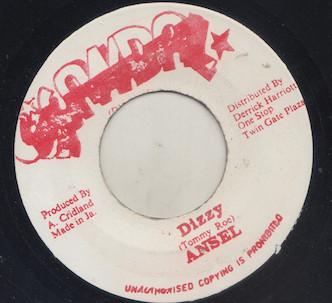 Distributed By
Derrick Harriott
One Stop
Twin Gate Plaza
Produced By
A. Cridland
Made in Ja.
Dizzy
(Tommy Roe)
ANSEL
UNAUTHORISED COPYING IS PROHIBITED